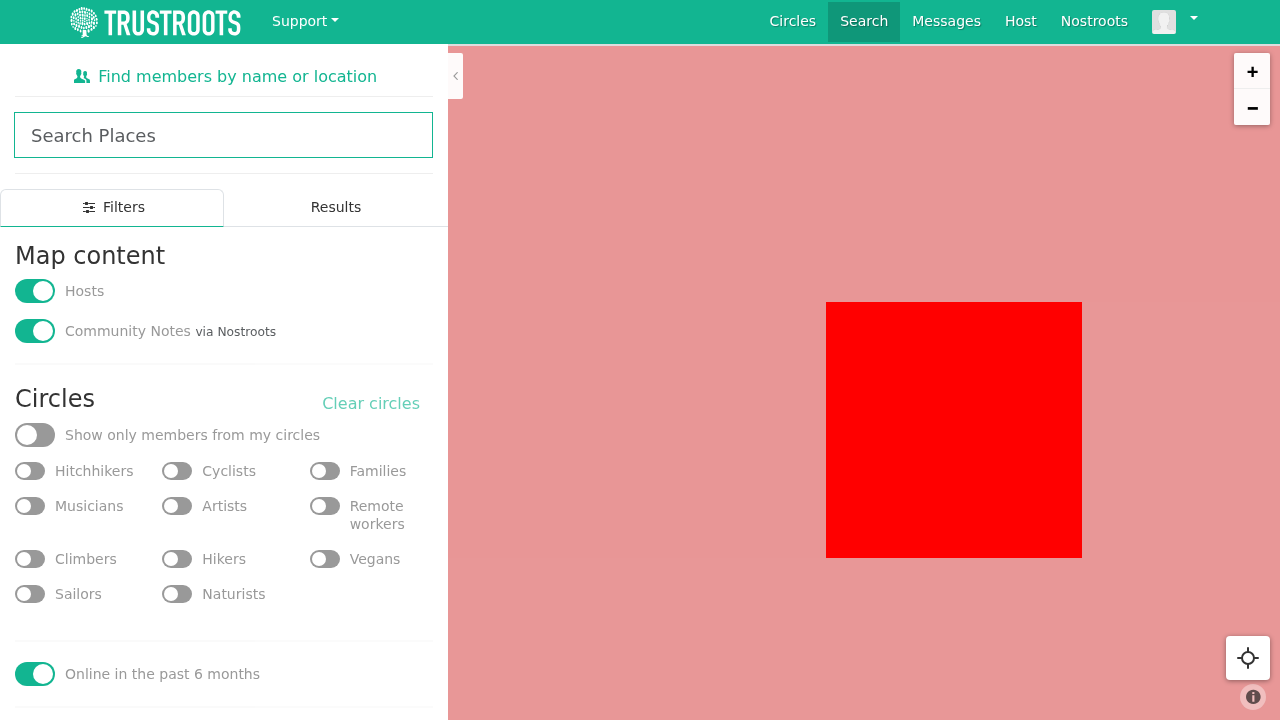 TRUSTROOTS Support Circles Search Messages Host Nostroots
Find members by name or location
+
Search Places
−
Filters Results
Map content
Hosts
Community Notes via Nostroots
Circles Clear circles
Show only members from my circles
Hitchhikers Cyclists Families
Musicians Artists Remote
workers
Climbers Hikers Vegans
Sailors Naturists
Online in the past 6 months